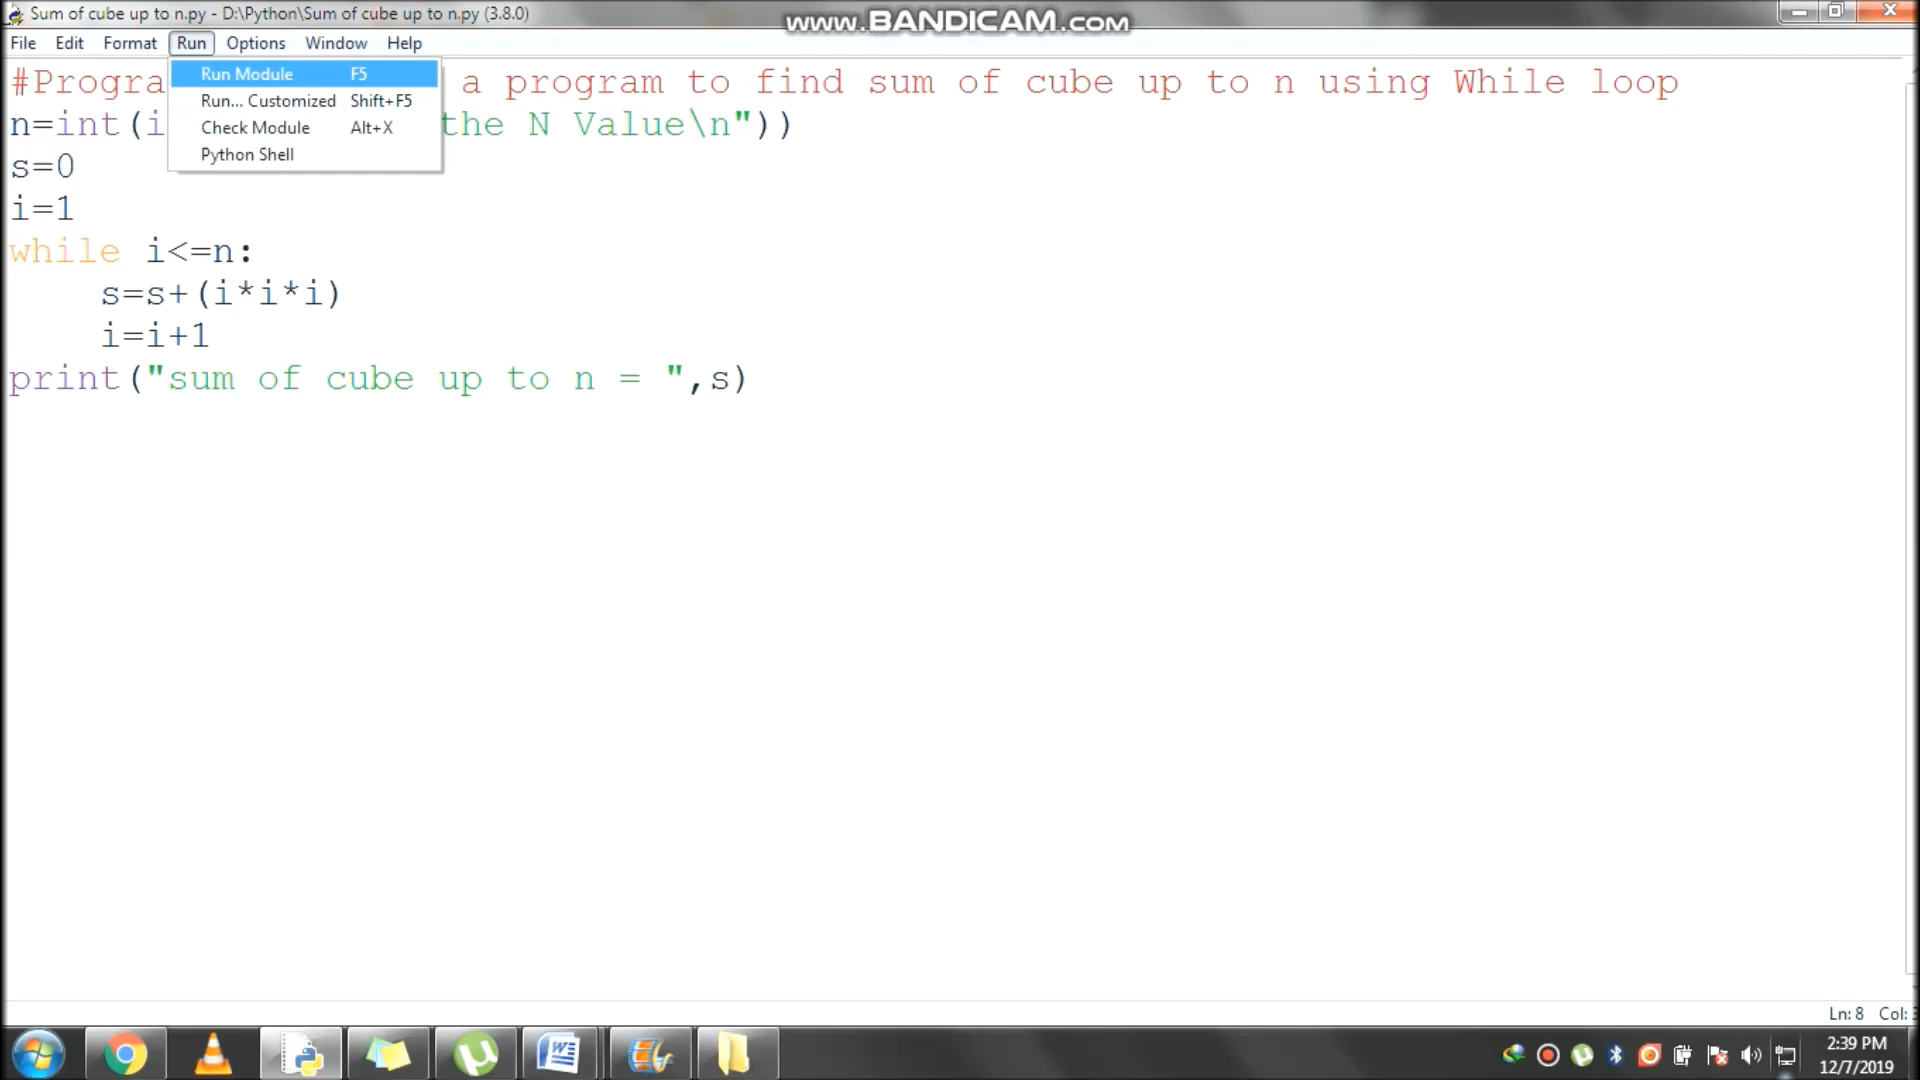 Sum of cube up to n.py - D:\Python\Sum of cube up to n.py (3.8.0)
www.BANDICAM.com
File Edit Format Run Options Window Help
Run Module F5
Run... Customized Shift+F5
Check Module Alt+X
Python Shell
#Progra a program to find sum of cube up to n using While loop
n=int(i the N Value\n"))
s=0
i=1
while i<=n:
    s=s+(i*i*i)
    i=i+1
print("sum of cube up to n = ",s)
Ln: 8 Col:
2:39 PM
12/7/2019